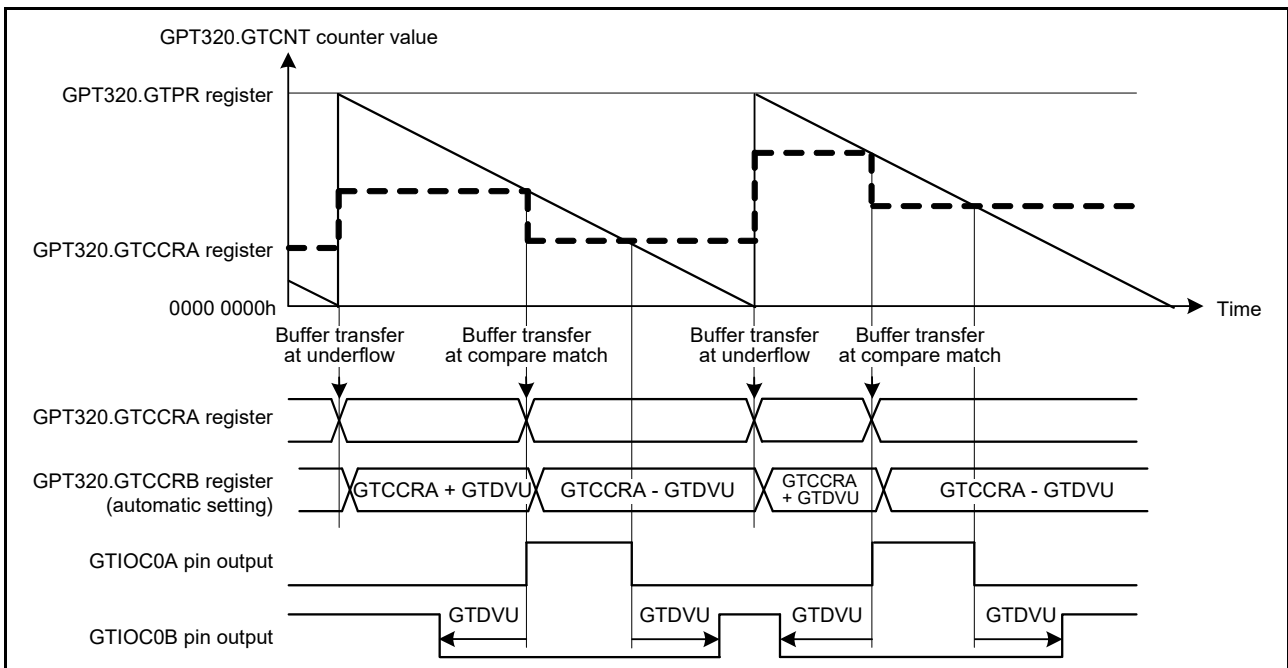 GPT320.GTCNT counter value
GPT320.GTPR register
GPT320.GTCCRA register
0000 0000h
Time
Buffer transfer
at underflow
Buffer transfer
at compare match
Buffer transfer
at underflow
Buffer transfer
at compare match
GPT320.GTCCRA register
GPT320.GTCCRB register
(automatic setting)
GTCCRA + GTDVU
GTCCRA - GTDVU
GTCCRA
+ GTDVU
GTCCRA - GTDVU
GTIOC0A pin output
GTDVU
GTDVU
GTDVU
GTDVU
GTIOC0B pin output